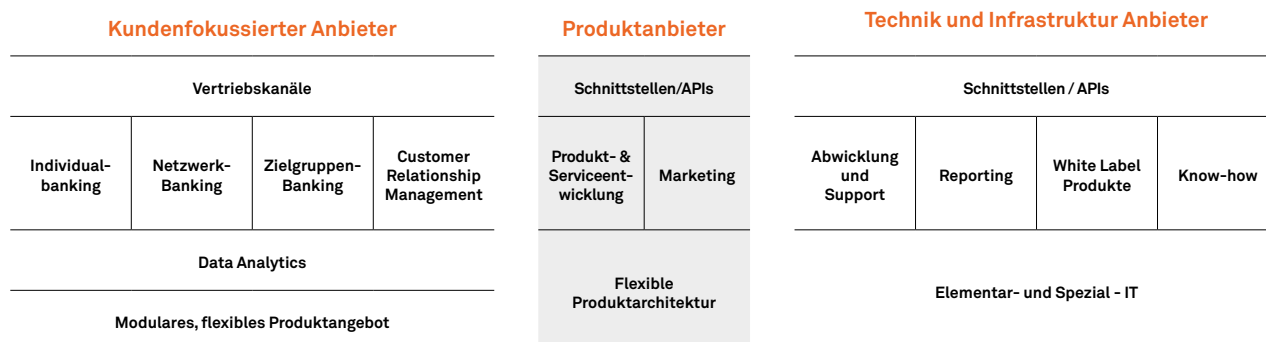 Kundenfokussierter Anbieter
Vertriebskanäle
Individual-
banking
Netzwerk-
Banking
Zielgruppen-
Banking
Customer
Relationship
Management
Data Analytics
Modulares, flexibles Produktangebot
Produktanbieter
Schnittstellen/APIs
Produkt- &
Serviceent-
wicklung
Marketing
Flexible
Produktarchitektur
Technik und Infrastruktur Anbieter
Schnittstellen / APIs
Abwicklung
und
Support
Reporting
White Label
Produkte
Know-how
Elementar- und Spezial - IT